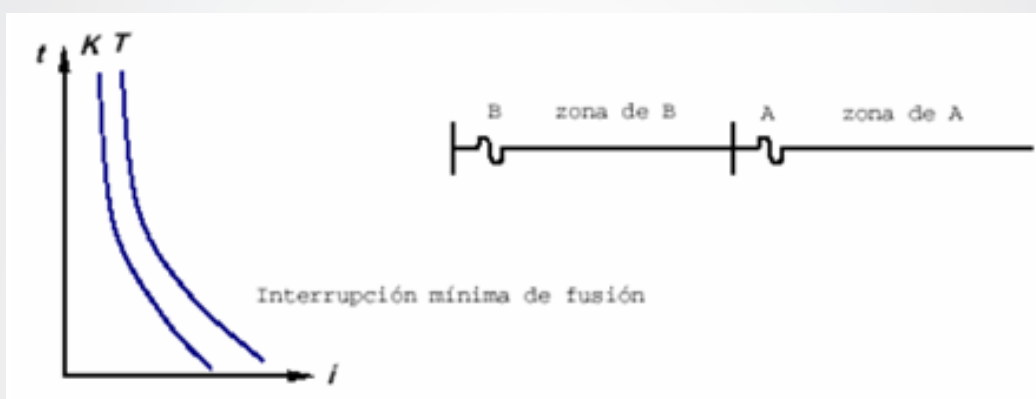 t K T
B zona de B A zona de A
Interrupción mínima de fusión
i